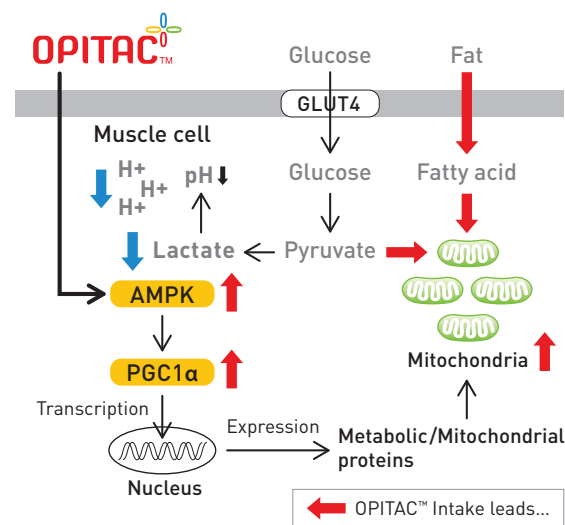 OPITAC™
Glucose
Fat
GLUT4
Muscle cell
H+
H+
H+
pH
Glucose
Fatty acid
Lactate
Pyruvate
AMPK
PGC1α
Mitochondria
Transcription
Expression
Metabolic/Mitochondrial
proteins
Nucleus
OPITAC™ Intake leads...